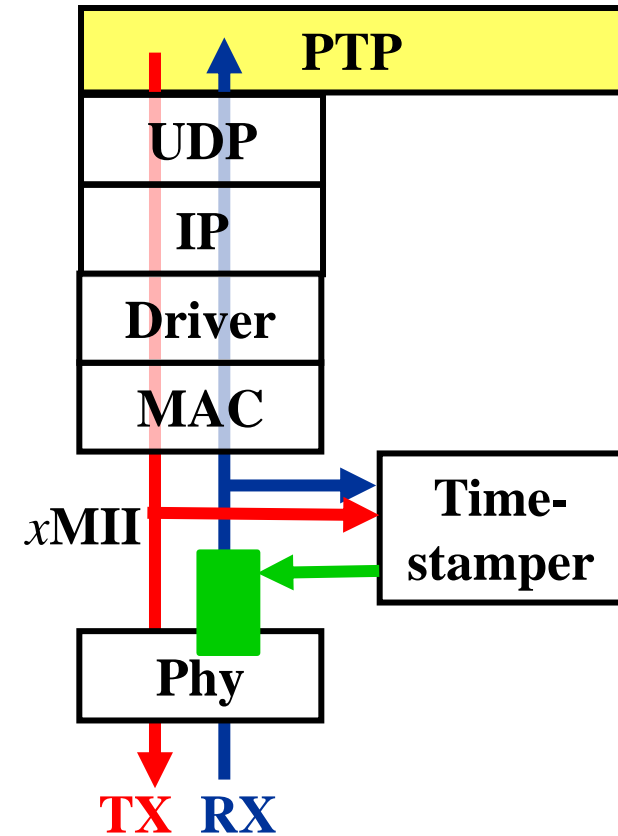 PTP
UDP
IP
Driver
MAC
Time-
stamper
xMII
Phy
TX RX